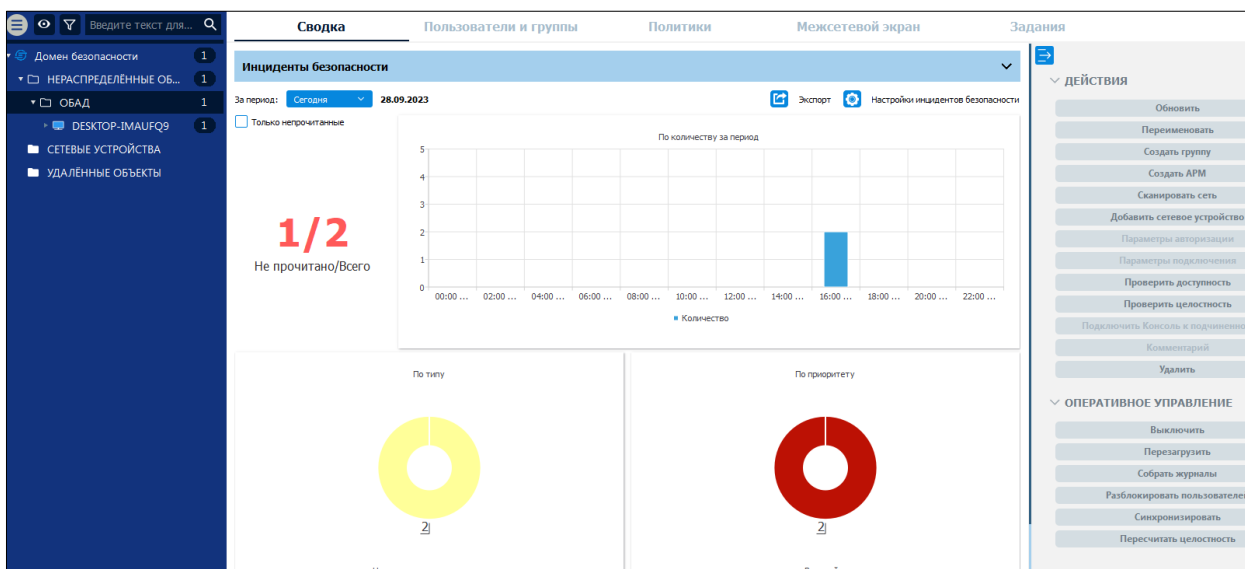 Введите текст для...
Домен безопасности 1
НЕРАСПРЕДЕЛЁННЫЕ ОБ... 1
ОБАД 1
DESKTOP-IMAUFQ9 1
СЕТЕВЫЕ УСТРОЙСТВА
УДАЛЁННЫЕ ОБЪЕКТЫ
Сводка Пользователи и группы Политики Межсетевой экран Задания
Инциденты безопасности
За период: Сегодня 28.09.2023 Экспорт Настройки инцидентов безопасности
Только непрочитанные
1/2
Не прочитано/Всего
По количеству за период
5
4
3
2
1
0
00:00 ... 02:00 ... 04:00 ... 06:00 ... 08:00 ... 10:00 ... 12:00 ... 14:00 ... 16:00 ... 18:00 ... 20:00 ... 22:00 ...
Количество
По типу
2
По приоритету
2
ДЕЙСТВИЯ
Обновить
Переименовать
Создать группу
Создать АРМ
Сканировать сеть
Добавить сетевое устройство
Параметры авторизации
Параметры подключения
Проверить доступность
Проверить целостность
Подключить Консоль к подчиненно
Комментарий
Удалить
ОПЕРАТИВНОЕ УПРАВЛЕНИЕ
Выключить
Перезагрузить
Собрать журналы
Разблокировать пользователе
Синхронизировать
Пересчитать целостность